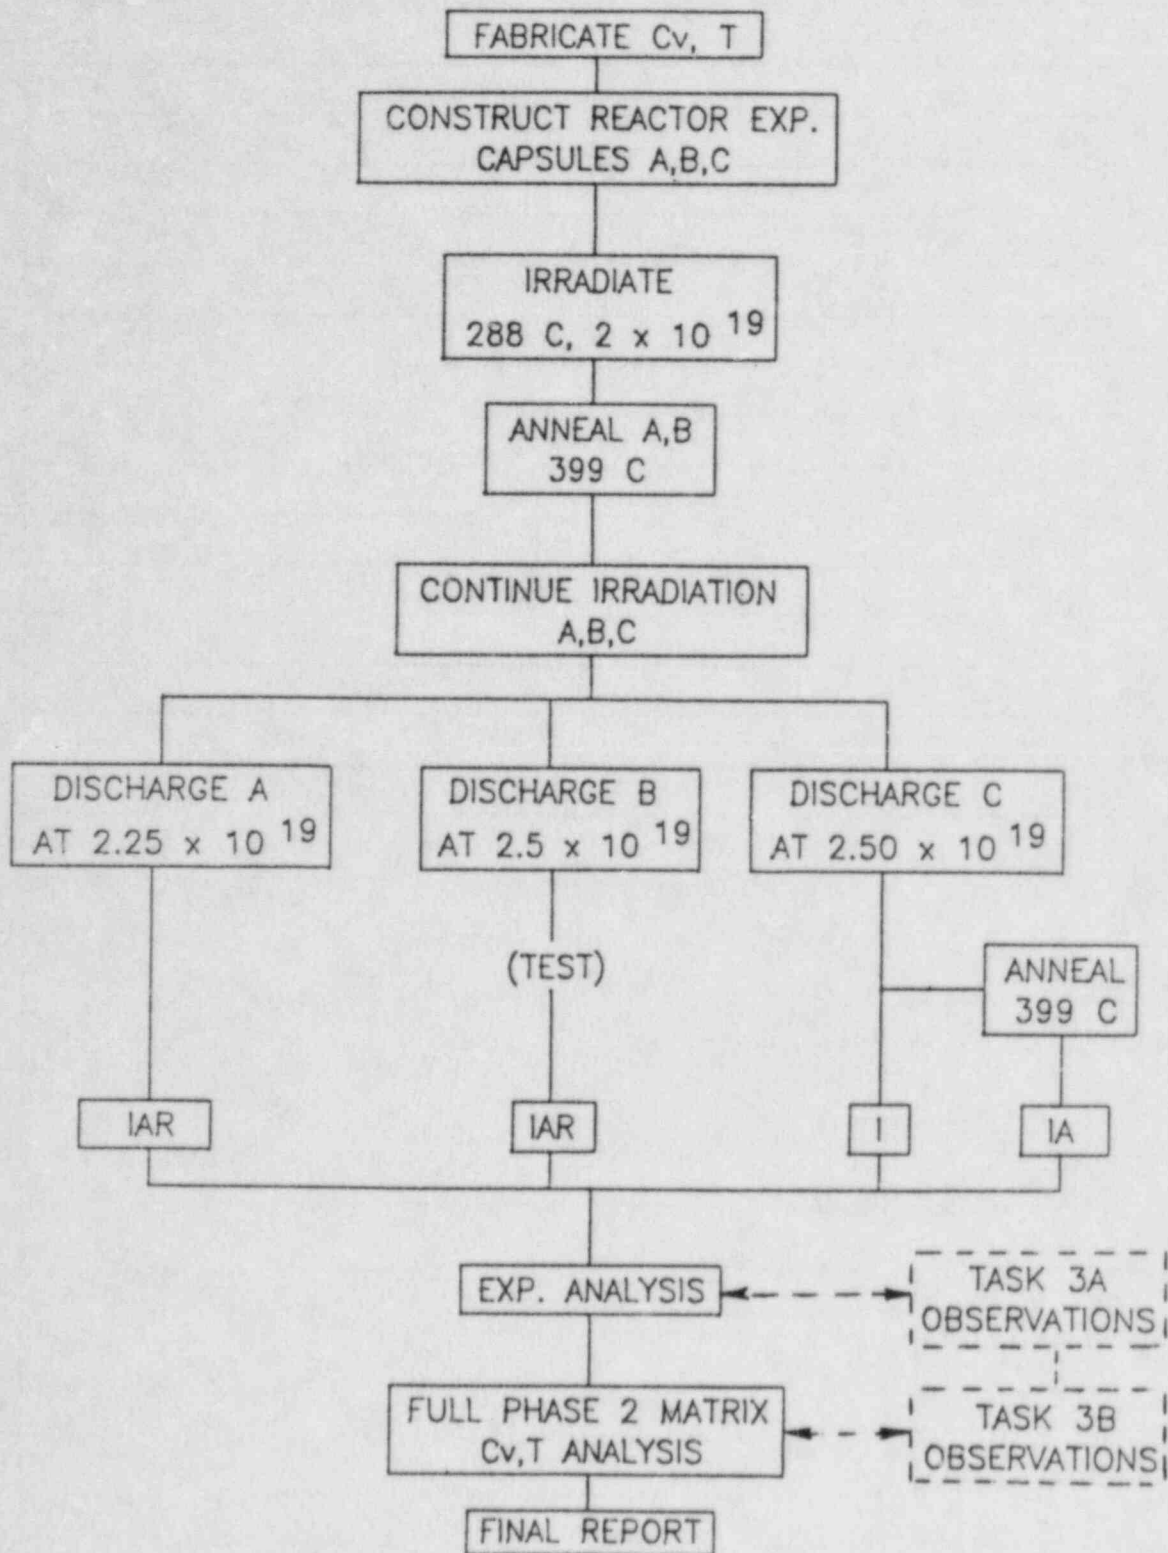 FABRICATE Cv, T
CONSTRUCT REACTOR EXP.
CAPSULES A,B,C
IRRADIATE
288 C, 2 x 10 19
ANNEAL A,B
399 C
CONTINUE IRRADIATION
A,B,C
DISCHARGE A
AT 2.25 x 10 19
DISCHARGE B
AT 2.5 x 10 19
DISCHARGE C
AT 2.50 x 10 19
(TEST)
ANNEAL
399 C
IAR
IAR
I
IA
EXP. ANALYSIS
TASK 3A
OBSERVATIONS
FULL PHASE 2 MATRIX
Cv,T ANALYSIS
TASK 3B
OBSERVATIONS
FINAL REPORT